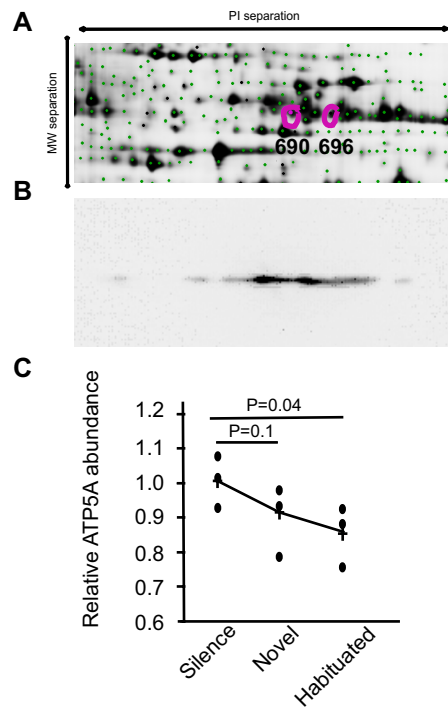 PI separation
A
MW separation
690 696
B
C
Relative ATP5A abundance
1.2
1.1
1.0
0.9
0.8
0.7
0.6
P=0.04
P=0.1
Silence
Novel
Habituated